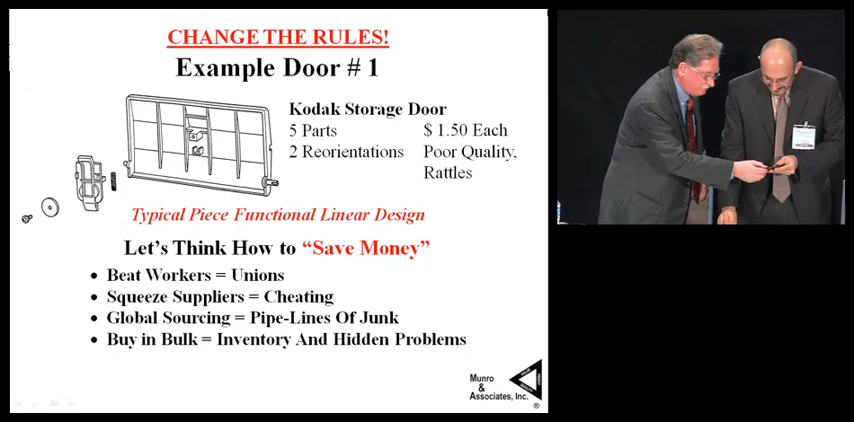 CHANGE THE RULES!
Example Door # 1
Kodak Storage Door
5 Parts $ 1.50 Each
2 Reorientations Poor Quality,
Rattles
Typical Piece Functional Linear Design
Let's Think How to “Save Money”
• Beat Workers = Unions
• Squeeze Suppliers = Cheating
• Global Sourcing = Pipe-Lines Of Junk
• Buy in Bulk = Inventory And Hidden Problems
Munro
&
Associates, Inc.
®